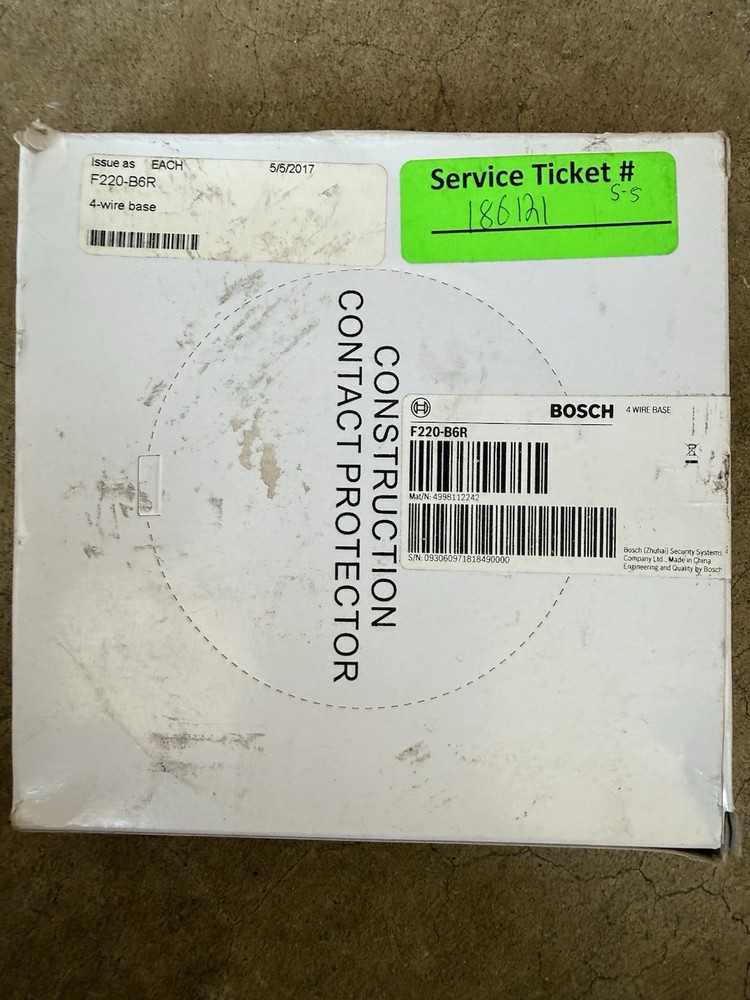 Issue as EACH 5/5/2017
F220-B6R
4-wire base
Service Ticket #
186121 5-5
CONSTRUCTION
CONTACT PROTECTOR
BOSCH 4 WIRE BASE
F220-B6R
Mat/N: 4998112242
S/N: 093060971818490000
Bosch (Zhuhai) Security Systems
Company Ltd., Made in China
Engineering and Quality by Bosch